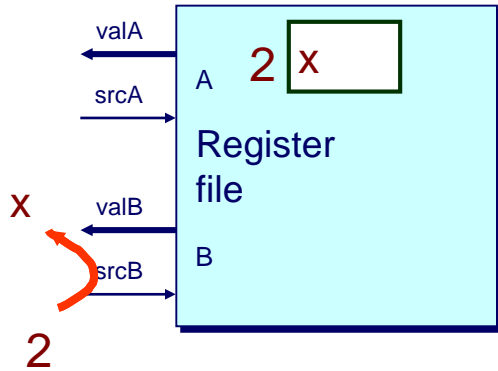 valA
2 x
A
srcA
Register
file
x
valB
B
srcB
2